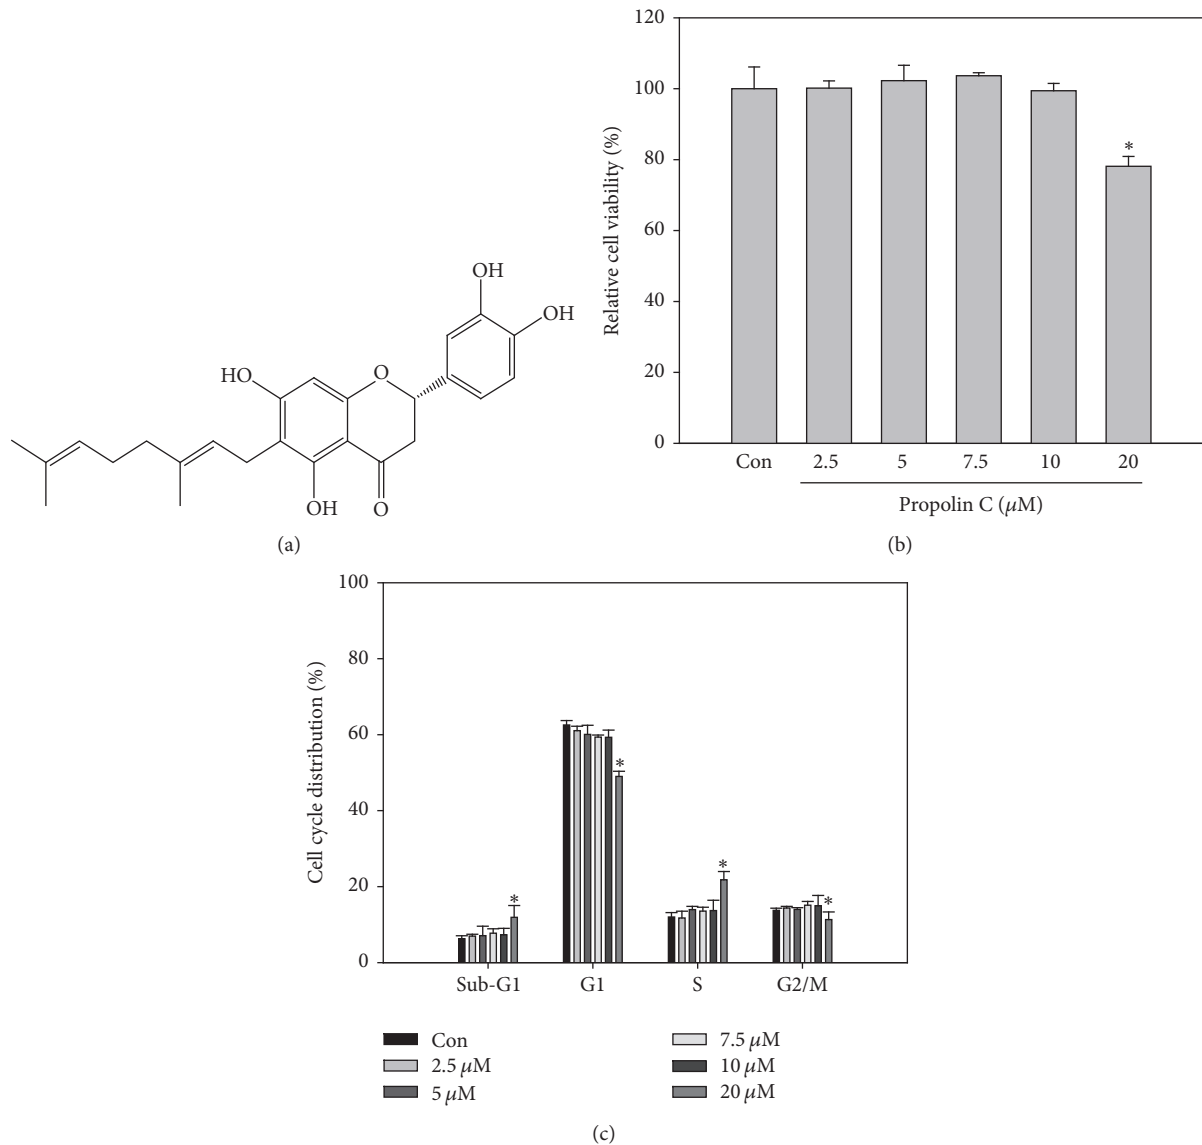 OH
OH
HO
O
OH
O
(a)
Relative cell viability (%)
120
100
80
60
40
20
0
*
Con 2.5 5 7.5 10 20
Propolin C (μM)
(b)
Cell cycle distribution (%)
100
80
60
40
20
0
*
*
*
*
Sub-G1 G1 S G2/M
Con
2.5 μM
5 μM
7.5 μM
10 μM
20 μM
(c)